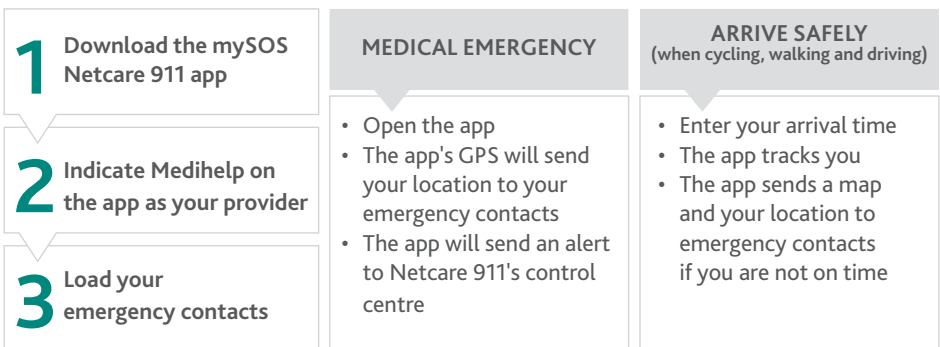 1
Download the mySOS
Netcare 911 app
2
Indicate Medihelp on
the app as your provider
3
Load your
emergency contacts
MEDICAL EMERGENCY
• Open the app
• The app's GPS will send
your location to your
emergency contacts
• The app will send an alert
to Netcare 911's control
centre
ARRIVE SAFELY
(when cycling, walking and driving)
• Enter your arrival time
• The app tracks you
• The app sends a map
and your location to
emergency contacts
if you are not on time